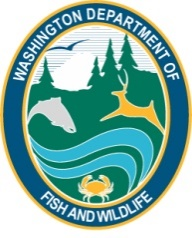 WASHINGTON DEPARTMENT OF
FISH AND WILDLIFE